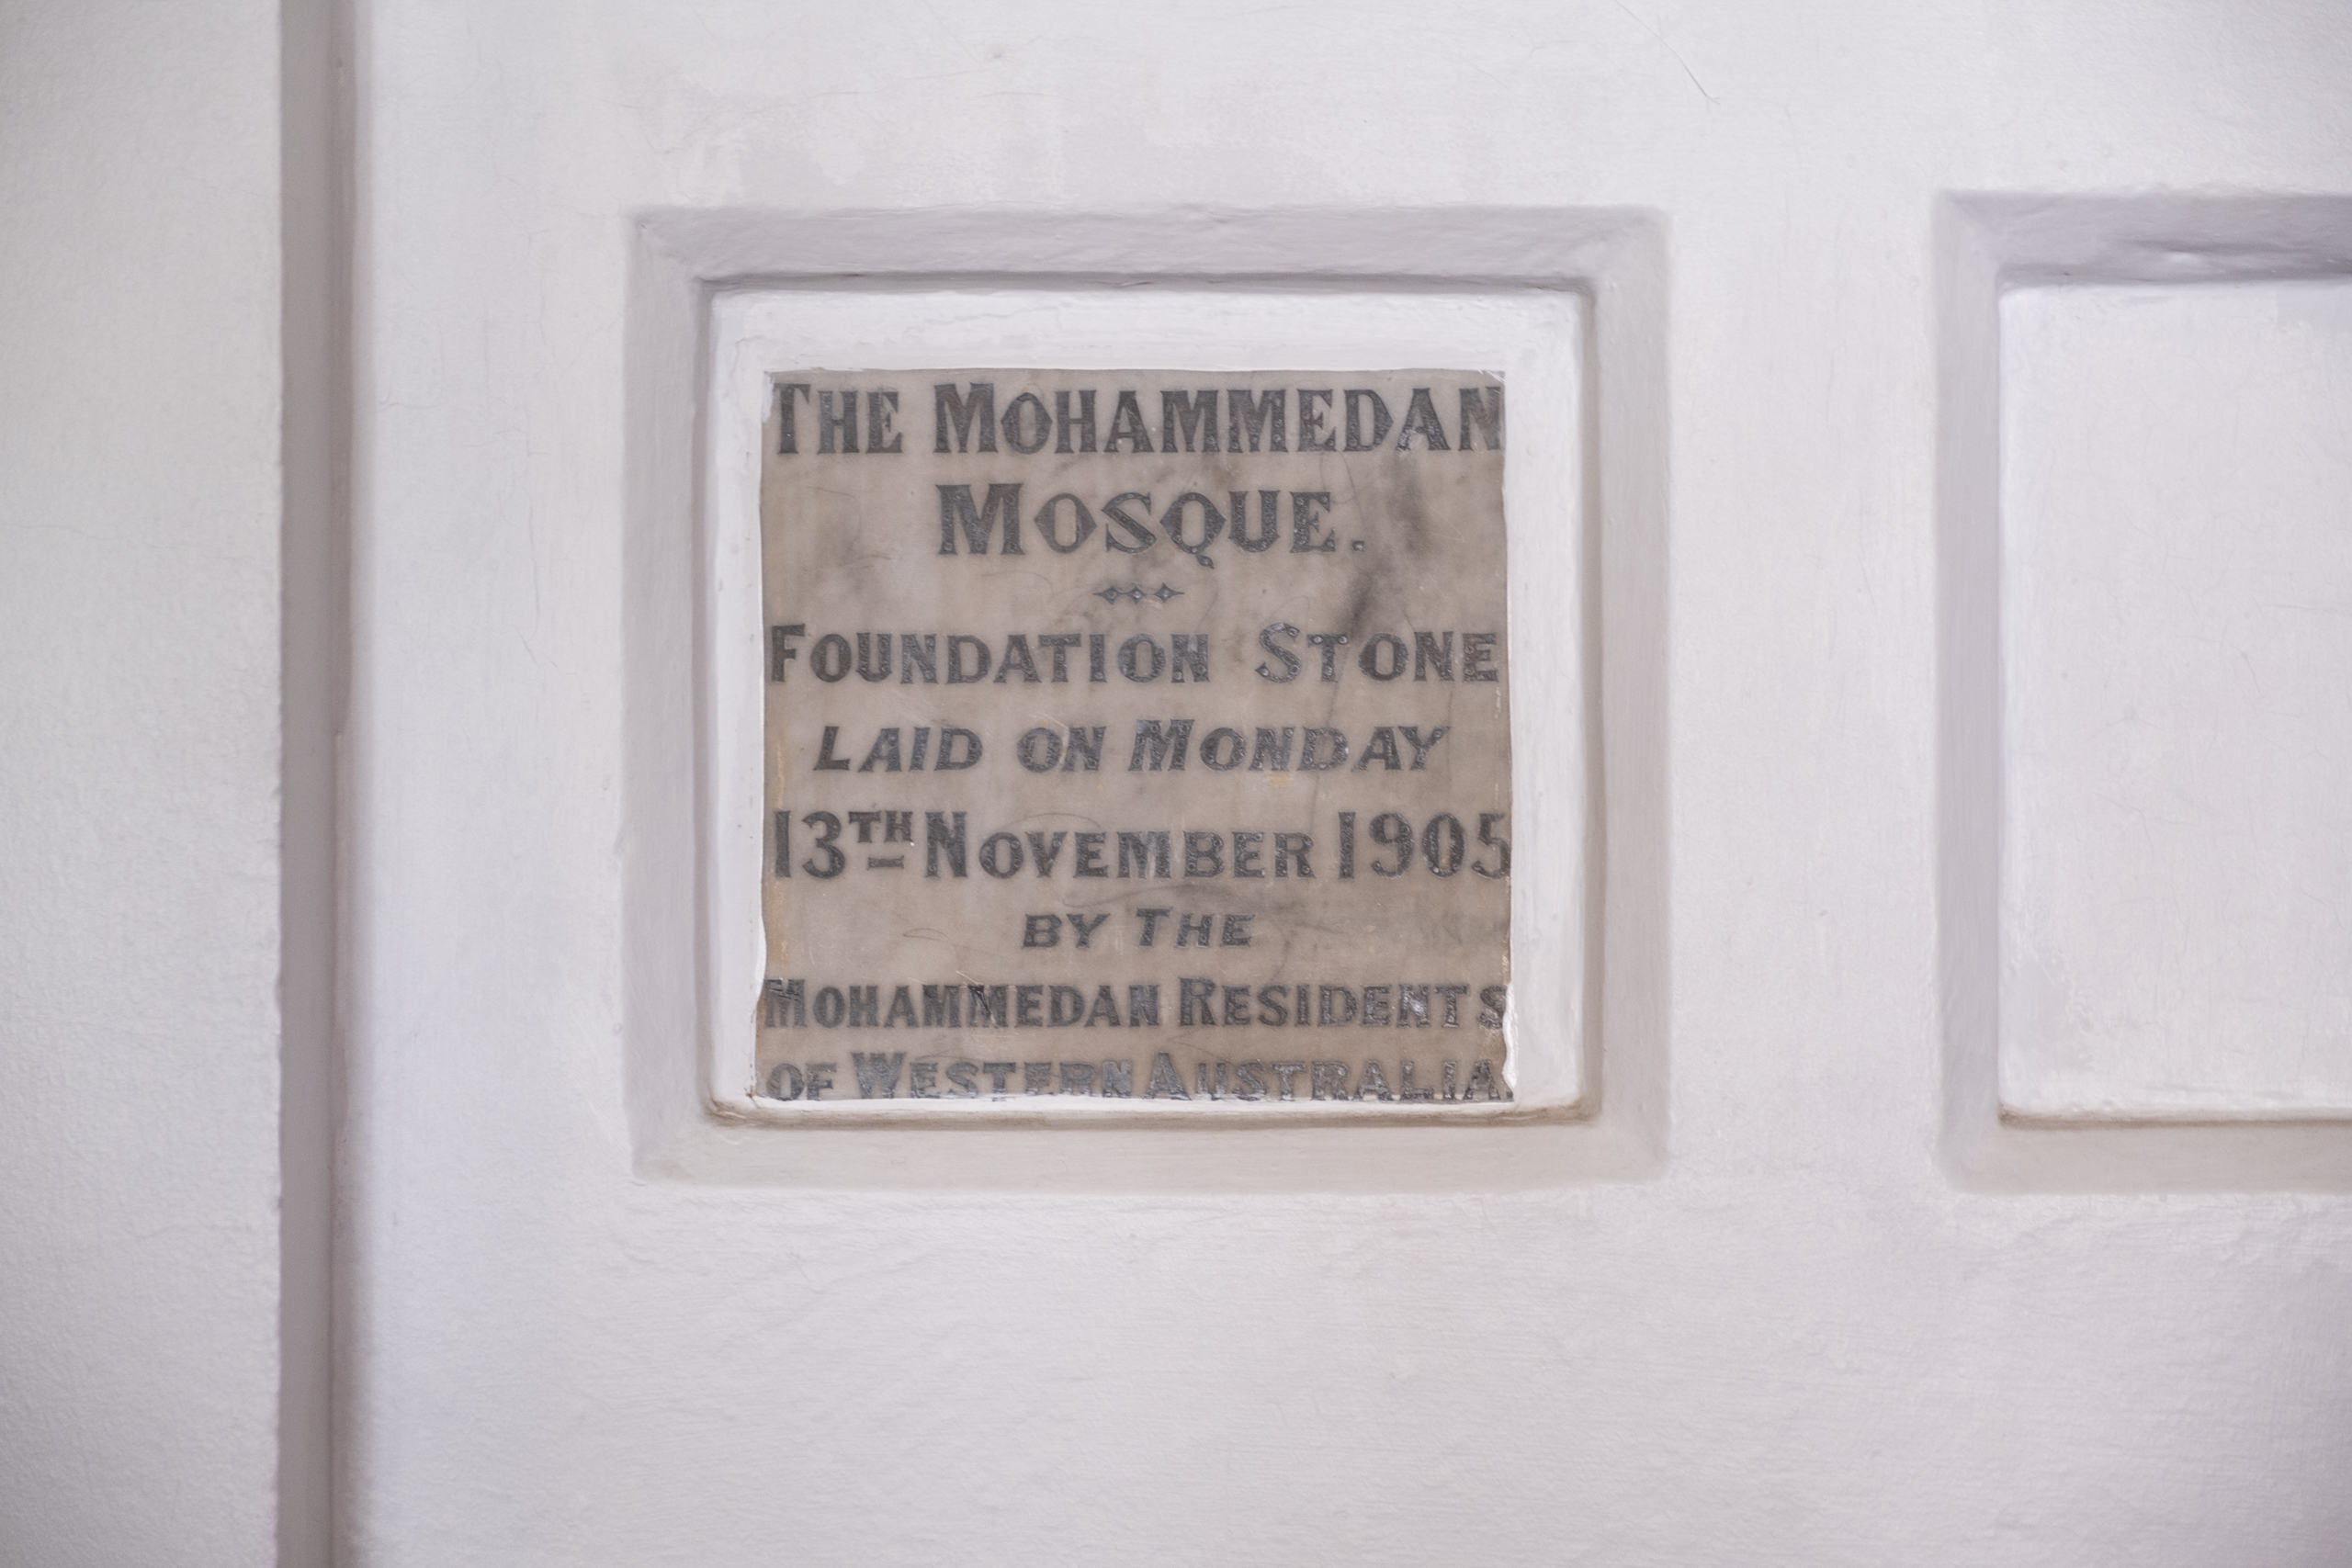 THE MOHAMMEDAN
MOSQUE.
FOUNDATION STONE
LAID ON MONDAY
13TH NOVEMBER 1905
BY THE
MOHAMMEDAN RESIDENTS
OF WESTERN AUSTRALIA.